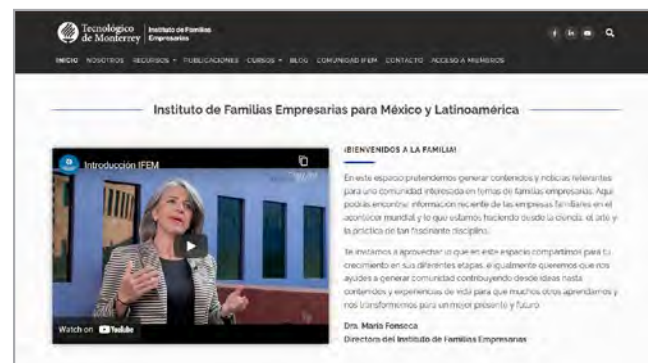 Tecnológico
de Monterrey
Instituto de Familias
Empresarias
INICIO NOSOTROS RECURSOS PUBLICACIONES CURSOS BLOG COMUNIDAD IFEM CONTACTO ACCESO A MIEMBROS
Instituto de Familias Empresarias para México y Latinoamérica
Introducción IFEM
Watch on YouTube
¡BIENVENIDOS A LA FAMILIA!
En este espacio pretendemos generar contenidos y noticias relevantes
para una comunidad interesada en temas de familias empresarias. Aquí
podrás encontrar información reciente de las empresas familiares en el
acontecer mundial y lo que estamos haciendo desde la ciencia, el arte y
la práctica de tan fascinante disciplina.
Te invitamos a aprovechar lo que en este espacio compartimos para tu
crecimiento en sus diferentes etapas, e igualmente queremos que nos
ayudes a generar comunidad contribuyendo desde ideas hasta
contenidos y experiencias de vida para que muchos otros aprendamos y
nos transformemos para un mejor presente y futuro.
Dra. María Fonseca
Directora del Instituto de Familias Empresarias